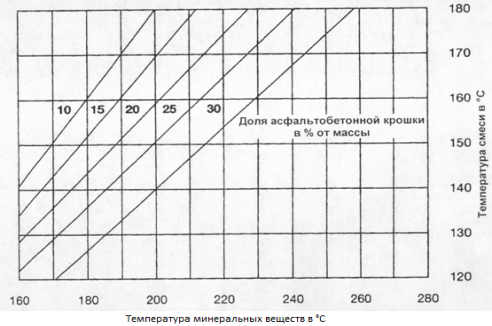 180
170
160
10 15 20 25 30
Доля асфальтобетонной крошки
в % от массы
150
140
130
120
Температура смеси в °С
160 180 200 220 240 260 280
Температура минеральных веществ в °С